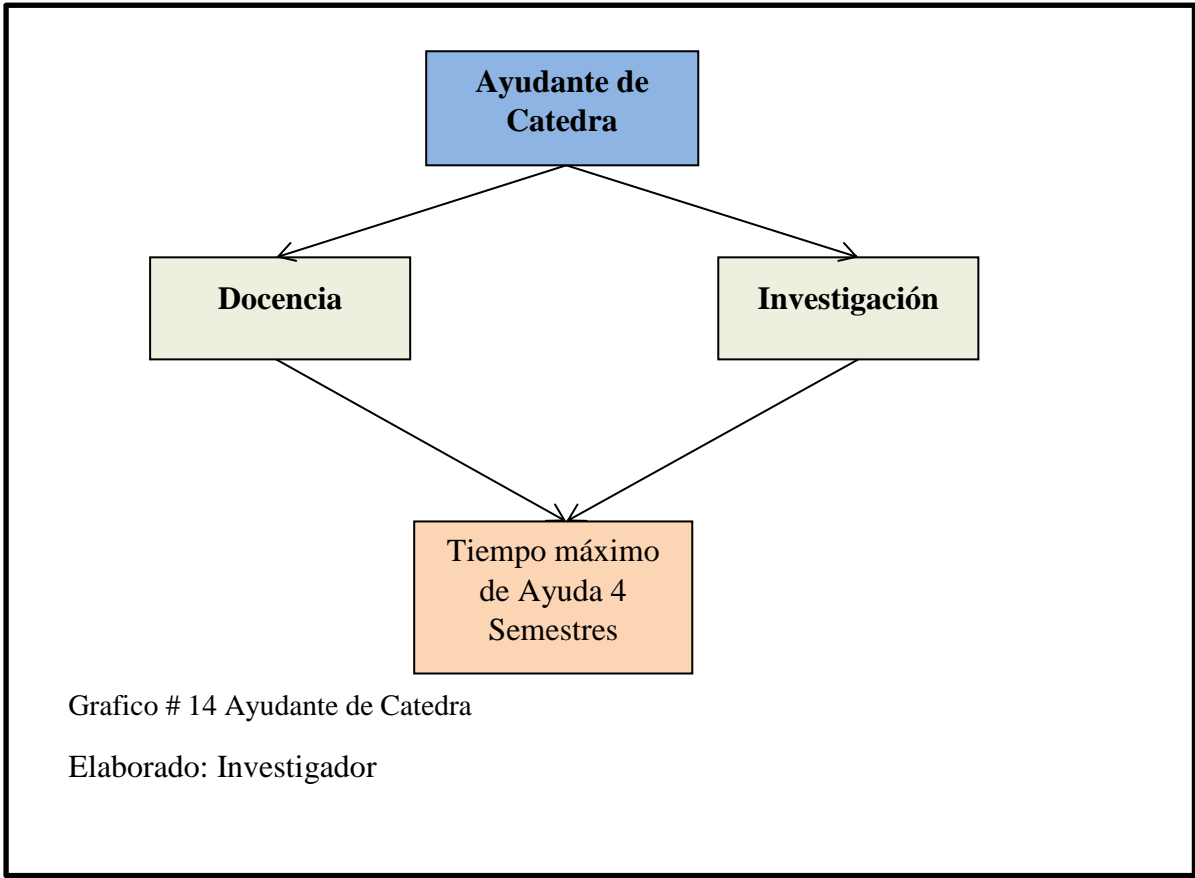 Ayudante de
Catedra
Docencia
Investigación
Tiempo máximo
de Ayuda 4
Semestres
Grafico # 14 Ayudante de Catedra
Elaborado: Investigador